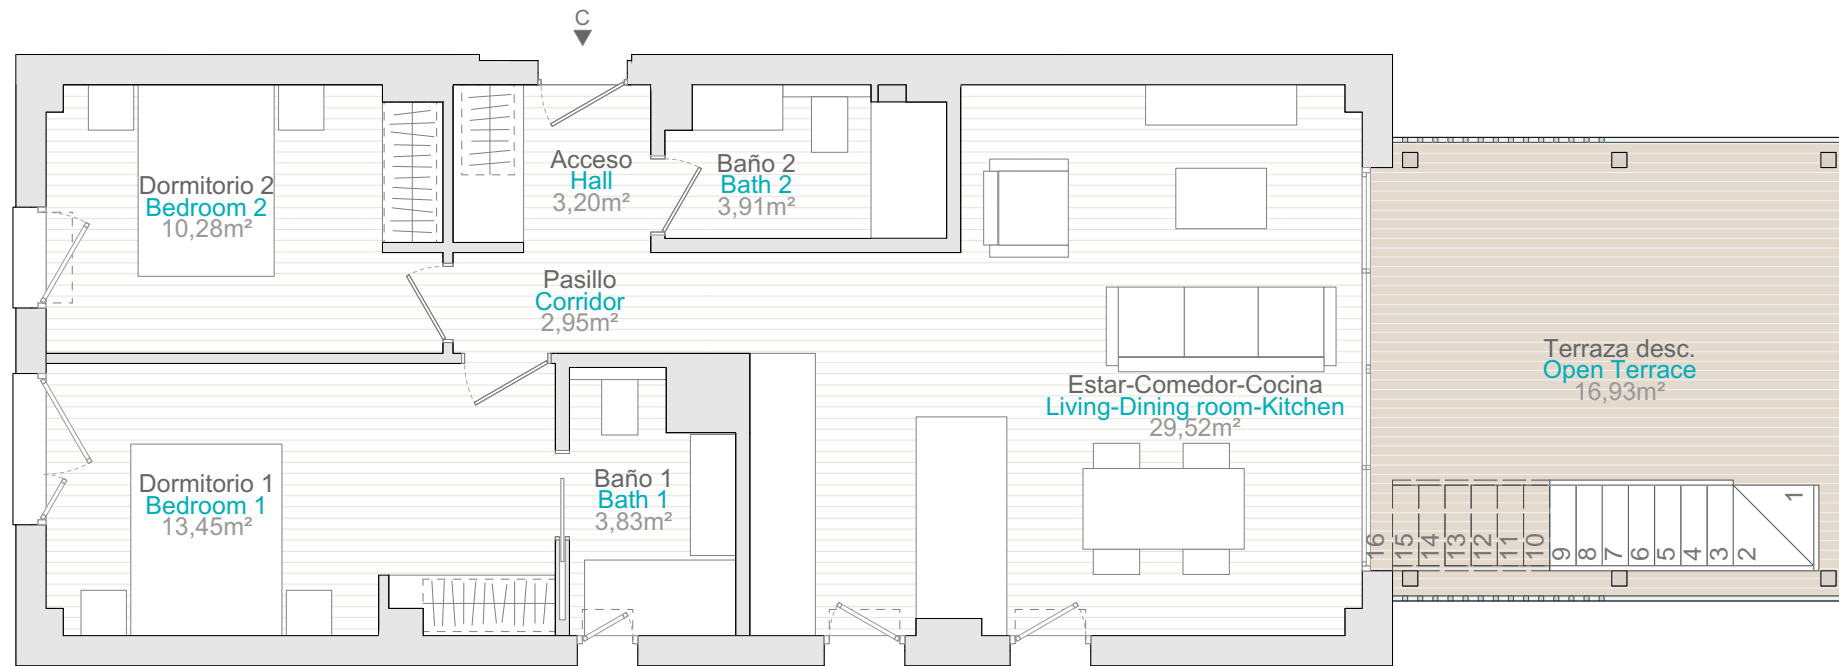 C
Acceso
Hall
3,20m²
Baño 2
Bath 2
3,91m²
Dormitorio 2
Bedroom 2
10,28m²
Pasillo
Corridor
2,95m²
Terraza desc.
Open Terrace
16,93m²
Estar-Comedor-Cocina
Living-Dining room-Kitchen
29,52m²
Dormitorio 1
Bedroom 1
13,45m²
Baño 1
Bath 1
3,83m²
16
15
14
13
12
11
10
9
8
7
6
5
4
3
2
1